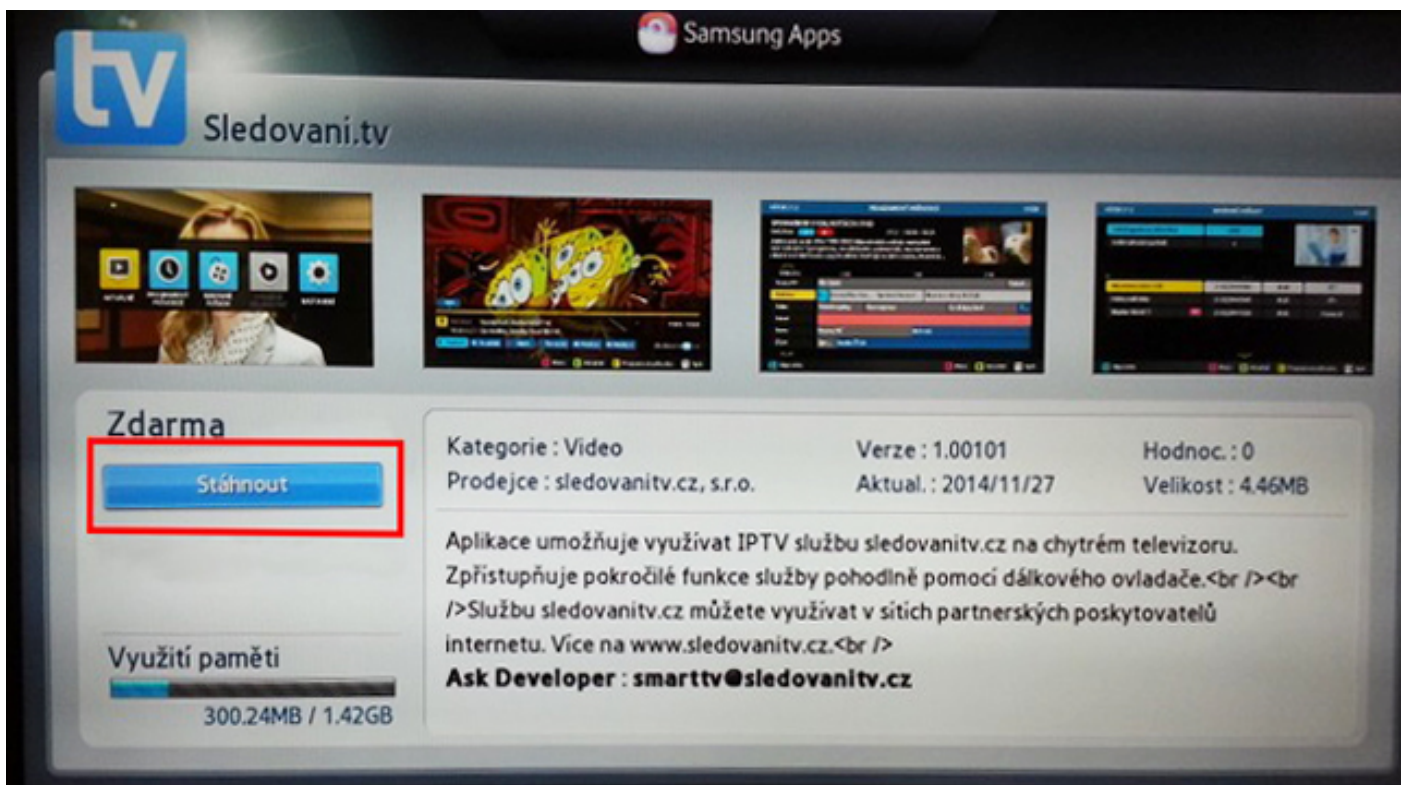 Samsung Apps
tv
Sledovani.tv
Zdarma
Stáhnout
Kategorie : Video
Verze : 1.00101
Hodnoc. : 0
Prodejce : sledovanitv.cz, s.r.o.
Aktual. : 2014/11/27
Velikost : 4.46MB
Aplikace umožňuje využívat IPTV službu sledovanitv.cz na chytrém televizoru.
Zpřístupňuje pokročilé funkce služby pohodlně pomocí dálkového ovladače.<br /><br
/>Službu sledovanitv.cz můžete využívat v sítích partnerských poskytovatelů
internetu. Více na www.sledovanitv.cz.<br />
Ask Developer : smarttv@sledovanitv.cz
Využití paměti
300.24MB / 1.42GB